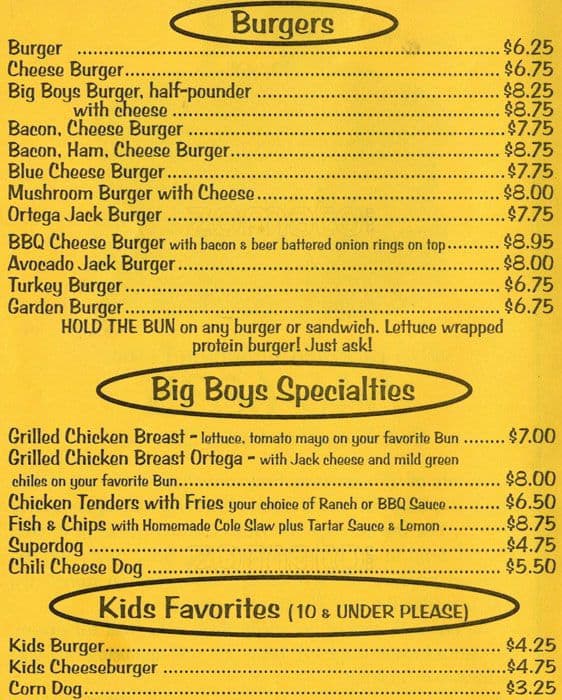 Burgers
Burger ........ $6.25
Cheese Burger........ $6.75
Big Boys Burger, half-pounder ........ $8.25
with cheese ........ $8.75
Bacon, Cheese Burger ........ $7.75
Bacon, Ham, Cheese Burger........ $8.75
Blue Cheese Burger........ $7.75
Mushroom Burger with Cheese........ $8.00
Ortega Jack Burger ........ $7.75
BBQ Cheese Burger with bacon & beer battered onion rings on top........ $8.95
Avocado Jack Burger........ $8.00
Turkey Burger........ $6.75
Garden Burger........ $6.75
HOLD THE BUN on any burger or sandwich. Lettuce wrapped
protein burger! Just ask!
Big Boys Specialties
Grilled Chicken Breast - lettuce, tomato mayo on your favorite Bun ........ $7.00
Grilled Chicken Breast Ortega - with Jack cheese and mild green
chiles on your favorite Bun........ $8.00
Chicken Tenders with Fries your choice of Ranch or BBQ Sauce........ $6.50
Fish & Chips with Homemade Cole Slaw plus Tartar Sauce & Lemon ........ $8.75
Superdog ........ $4.75
Chili Cheese Dog ........ $5.50
Kids Favorites (10 & UNDER PLEASE)
Kids Burger........ $4.25
Kids Cheeseburger ........ $4.75
Corn Dog........ $3.25